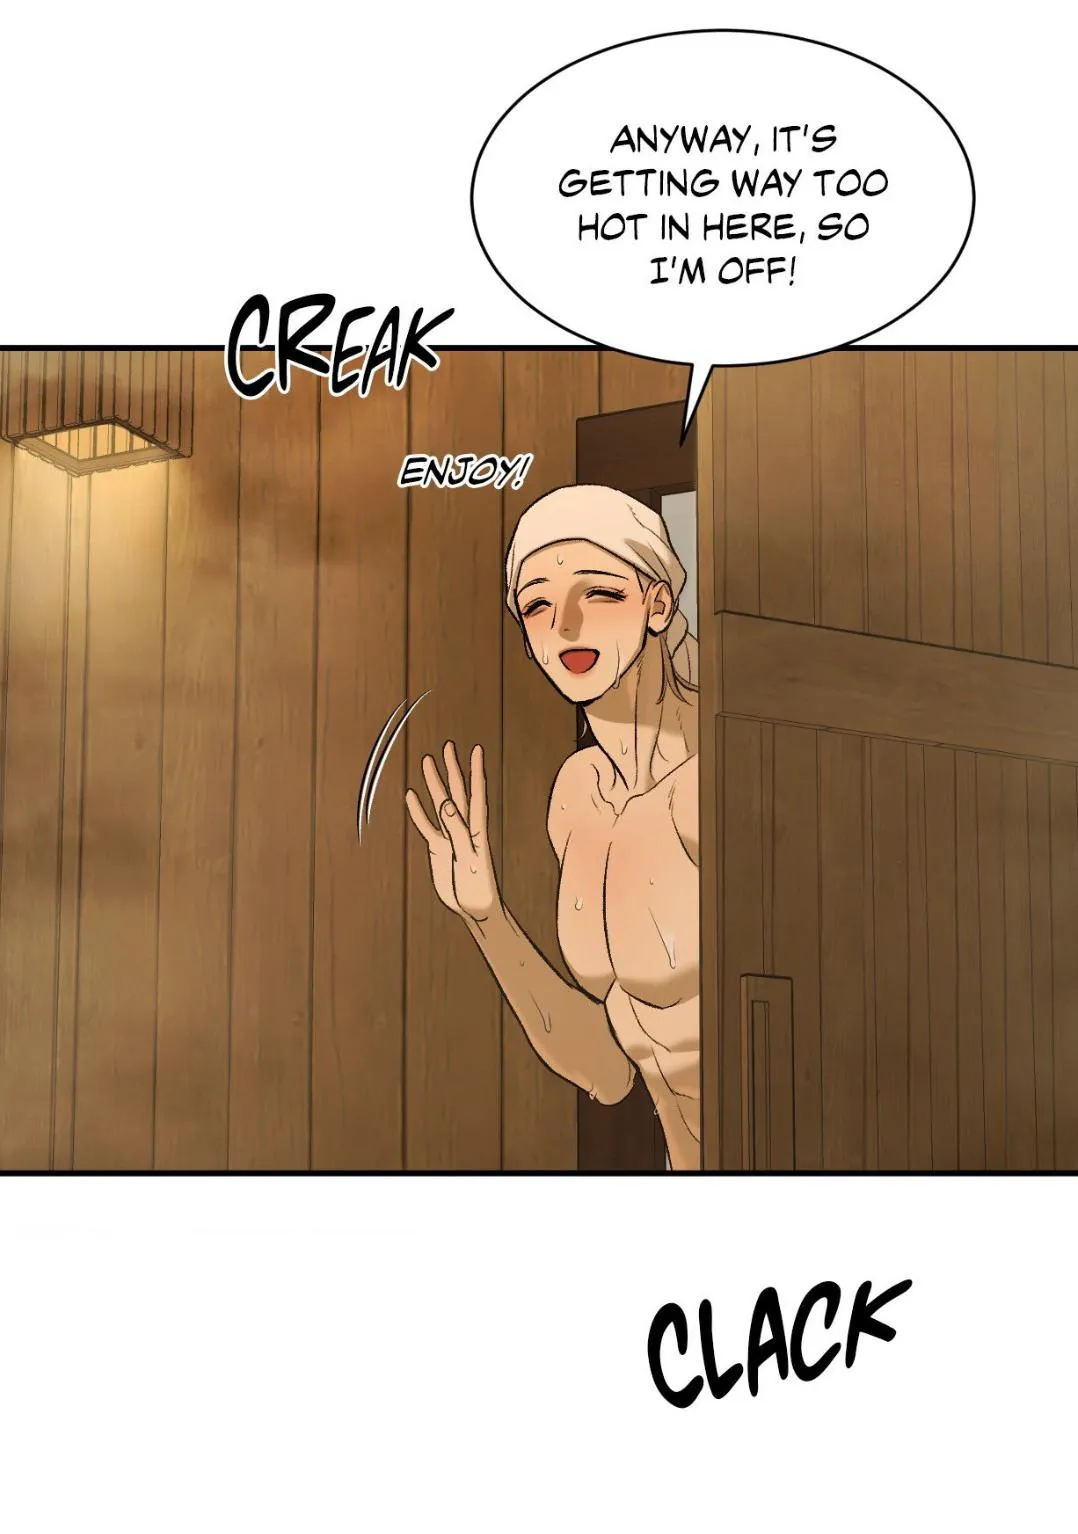 ANYWAY, IT'S
GETTING WAY TOO
HOT IN HERE, SO
I'M OFF!
CREAK
ENJOY!
CLACK